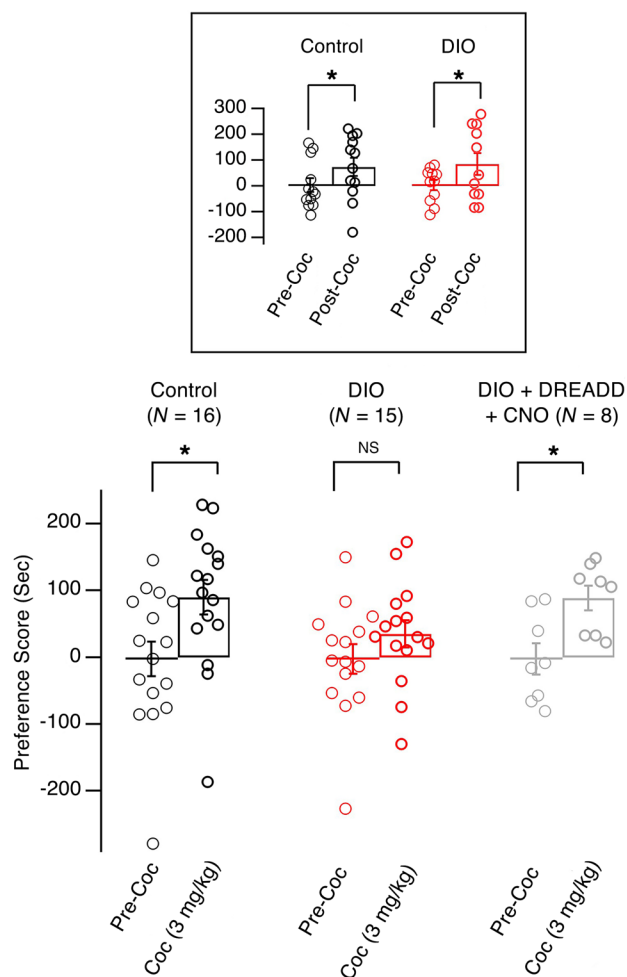 Control DIO
* *
300
200
100
0
-100
-200
Pre-Coc Post-Coc Pre-Coc Post-Coc
Control DIO DIO + DREADD
(N = 16) (N = 15) + CNO (N = 8)
* NS *
Preference Score (Sec)
200
100
0
-100
-200
Pre-Coc Coc (3 mg/kg) Pre-Coc Coc (3 mg/kg) Pre-Coc Coc (3 mg/kg)